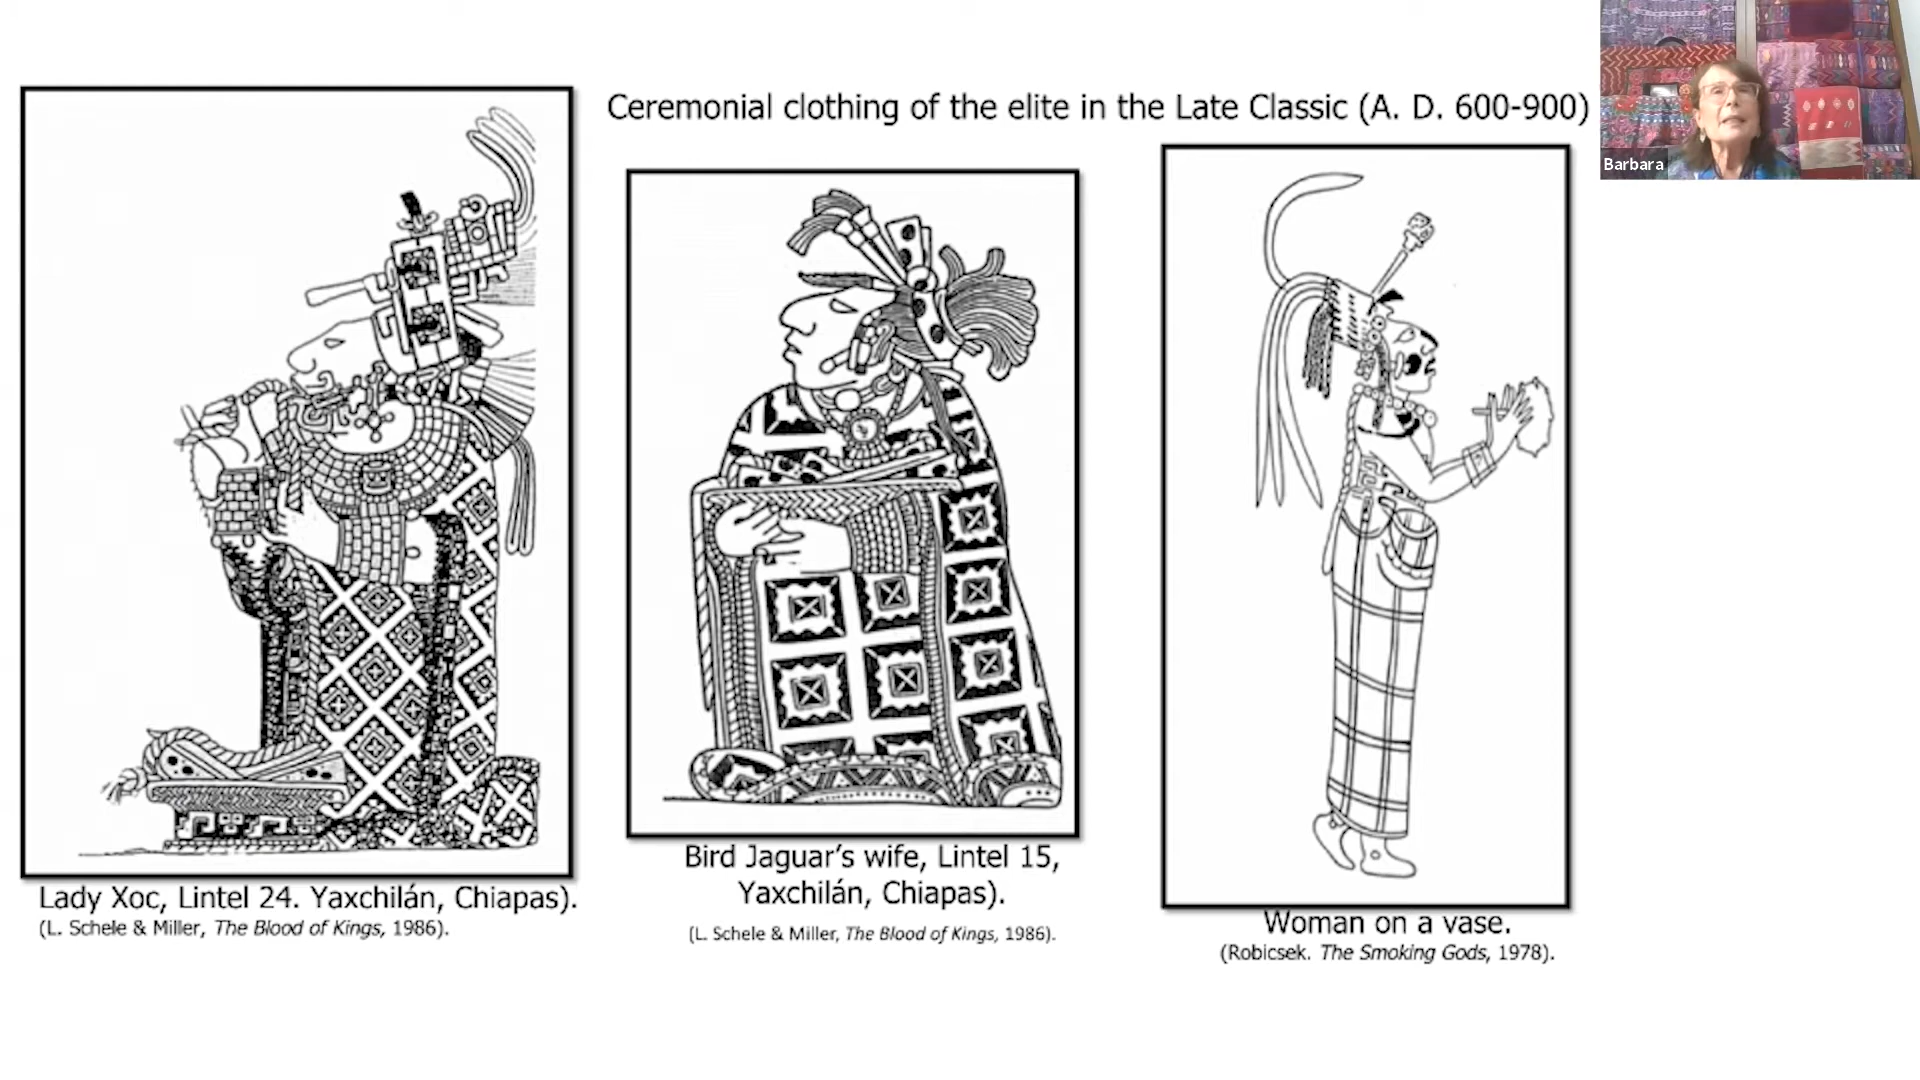 Ceremonial clothing of the elite in the Late Classic (A. D. 600-900)
Barbara
Lady Xoc, Lintel 24. Yaxchilán, Chiapas).
(L. Schele & Miller, The Blood of Kings, 1986).
Bird Jaguar’s wife, Lintel 15,
Yaxchilán, Chiapas).
(L. Schele & Miller, The Blood of Kings, 1986).
Woman on a vase.
(Robicsek. The Smoking Gods, 1978).